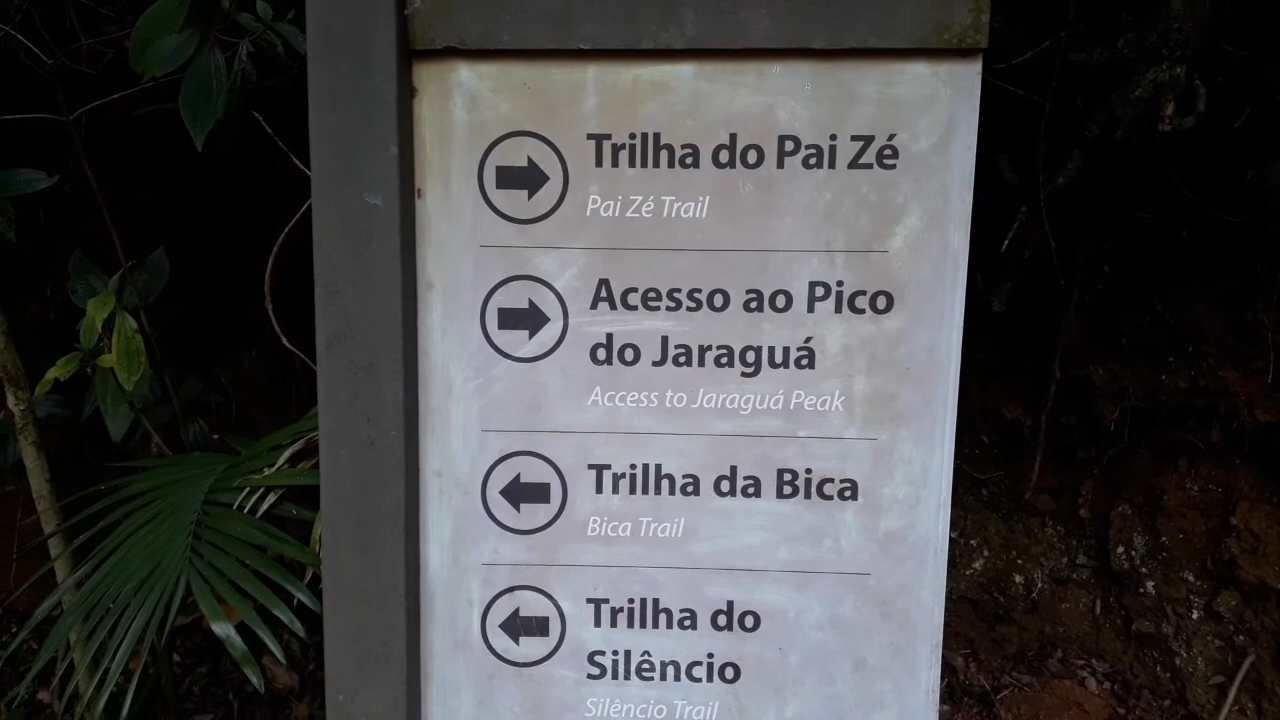 Trilha do Pai Zé
Pai Zé Trail
Acesso ao Pico
do Jaraguá
Access to Jaraguá Peak
Trilha da Bica
Bica Trail
Trilha do
Silêncio
Silêncio Trail